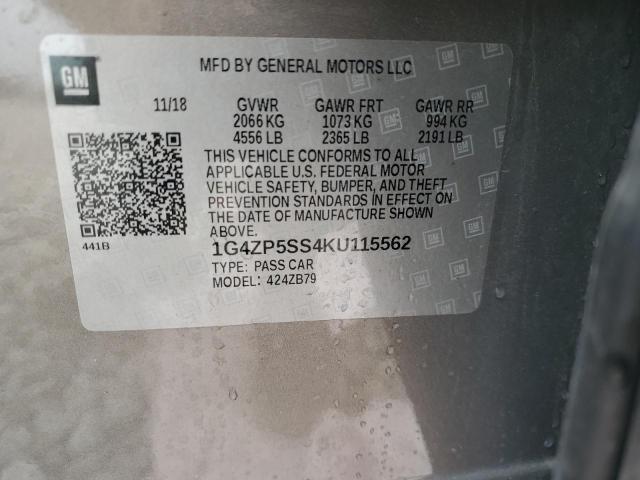 GM
MFD BY GENERAL MOTORS LLC
11/18 GVWR GAWR FRT GAWR RR
2066 KG 1073 KG 994 KG
4556 LB 2365 LB 2191 LB
THIS VEHICLE CONFORMS TO ALL
APPLICABLE U.S. FEDERAL MOTOR
VEHICLE SAFETY, BUMPER, AND THEFT
PREVENTION STANDARDS IN EFFECT ON
THE DATE OF MANUFACTURE SHOWN
ABOVE.
441B
1G4ZP5SS4KU115562
TYPE: PASS CAR
MODEL: 424ZB79